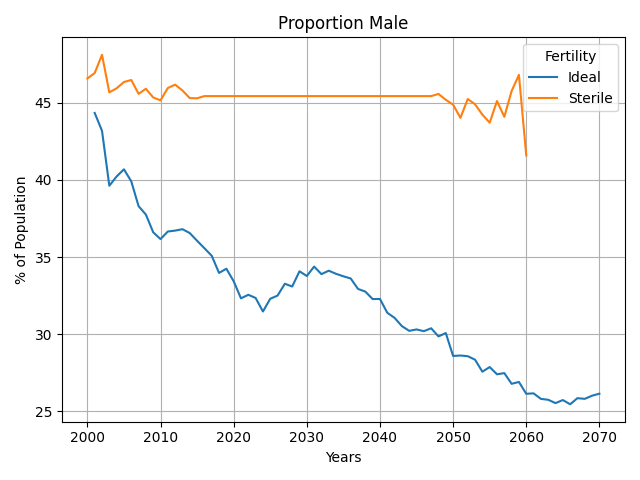 Proportion Male
Fertility
Ideal
Sterile
% of Population
45
40
35
30
25
2000 2010 2020 2030 2040 2050 2060 2070
Years